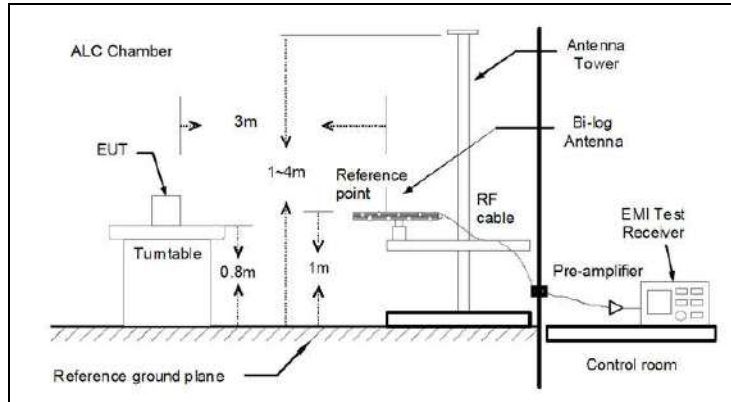 ALC Chamber
Antenna
Tower
3m
Bi-log
Antenna
EUT
1~4m
Reference
point
RF
cable
EMI Test
Receiver
Turntable
0.8m
1m
Pre-amplifier
Reference ground plane
Control room